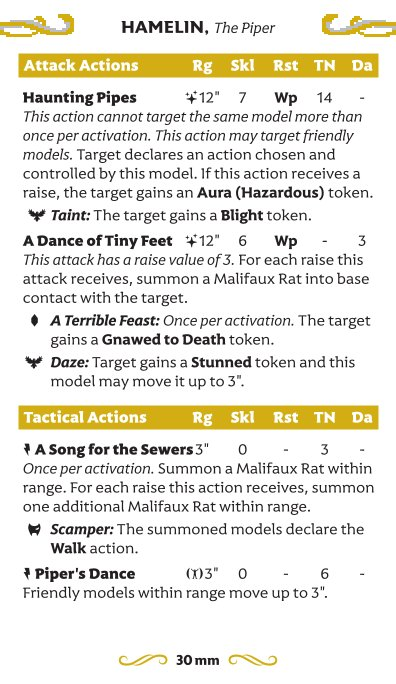 HAMELIN, The Piper
Attack Actions Rg Skl Rst TN Da
Haunting Pipes 12" 7 Wp 14 -
This action cannot target the same model more than
once per activation. This action may target friendly
models. Target declares an action chosen and
controlled by this model. If this action receives a
raise, the target gains an Aura (Hazardous) token.
Taint: The target gains a Blight token.
A Dance of Tiny Feet 12" 6 Wp - 3
This attack has a raise value of 3. For each raise this
attack receives, summon a Malifaux Rat into base
contact with the target.
A Terrible Feast: Once per activation. The target
gains a Gnawed to Death token.
Daze: Target gains a Stunned token and this
model may move it up to 3".
Tactical Actions Rg Skl Rst TN Da
A Song for the Sewers 3" 0 - 3 -
Once per activation. Summon a Malifaux Rat within
range. For each raise this action receives, summon
one additional Malifaux Rat within range.
Scamper: The summoned models declare the
Walk action.
Piper's Dance 3" 0 - 6 -
Friendly models within range move up to 3".
30 mm